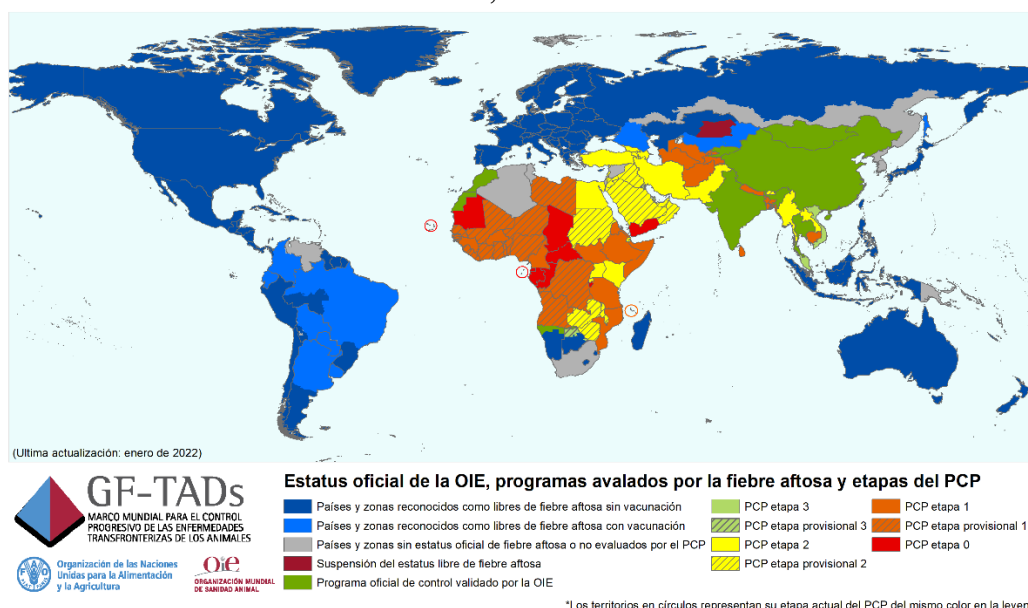 (Ultima actualización: enero de 2022)
GF-TADs
MARCO MUNDIAL PARA EL CONTROL
PROGRESIVO DE LAS ENFERMEDADES
TRANSFRONTERIZAS DE LOS ANIMALES
Organización de las Naciones
Unidas para la Alimentación
y la Agricultura
FAO
Oie
ORGANIZACIÓN MUNDIAL
DE SANIDAD ANIMAL
Estatus oficial de la OIE, programas avalados por la fiebre aftosa y etapas del PCP
Países y zonas reconocidos como libres de fiebre aftosa sin vacunación
Países y zonas reconocidos como libres de fiebre aftosa con vacunación
Países y zonas sin estatus oficial de fiebre aftosa o no evaluados por el PCP
Suspensión del estatus libre de fiebre aftosa
Programa oficial de control validado por la OIE
PCP etapa 3
PCP etapa provisional 3
PCP etapa 2
PCP etapa provisional 2
PCP etapa 1
PCP etapa provisional 1
PCP etapa 0
*Los territorios en círculos representan su etapa actual del PCP del mismo color en la leyen